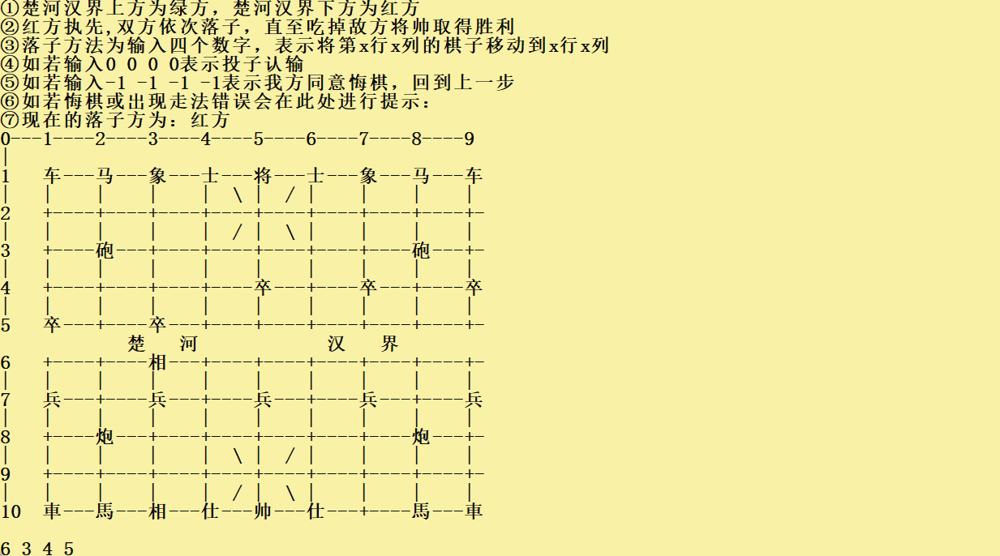 ①楚河汉界上方为绿方，楚河汉界下方为红方
②红方执先,双方依次落子，直至吃掉敌方将帅取得胜利
③落子方法为输入四个数字，表示将第x行x列的棋子移动到x行x列
④如若输入0 0 0 0表示投子认输
⑤如若输入-1 -1 -1 -1表示我方同意悔棋，回到上一步
⑥如若悔棋或出现走法错误会在此处进行提示：
⑦现在的落子方为：红方
0---1----2----3----4----5----6----7----8----9
|
1   车---马---象---士---将---士---象---马---车
|   |    |    |    |  \ |  / |    |    |    |
2   +----+----+----+----+----+----+----+----+-
|   |    |    |    |  / |  \ |    |    |    |
3   +----砲---+----+----+----+----+----砲---+-
|   |    |    |    |    |    |    |    |    |
4   +----+----+----+----卒---+----卒---+----卒
|   |    |    |    |    |    |    |    |    |
5   卒---+----卒---+----+----+----+----+----+-
楚   河             汉   界
6   +----+----相---+----+----+----+----+----+-
|   |    |    |    |    |    |    |    |    |
7   兵---+----兵---+----兵---+----兵---+----兵
|   |    |    |    |    |    |    |    |    |
8   +----炮---+----+----+----+----+----炮---+-
|   |    |    |    |  \ |  / |    |    |    |
9   +----+----+----+----+----+----+----+----+-
|   |    |    |    |  / |  \ |    |    |    |
10  車---馬---相---仕---帅---仕---+----馬---車
6 3 4 5